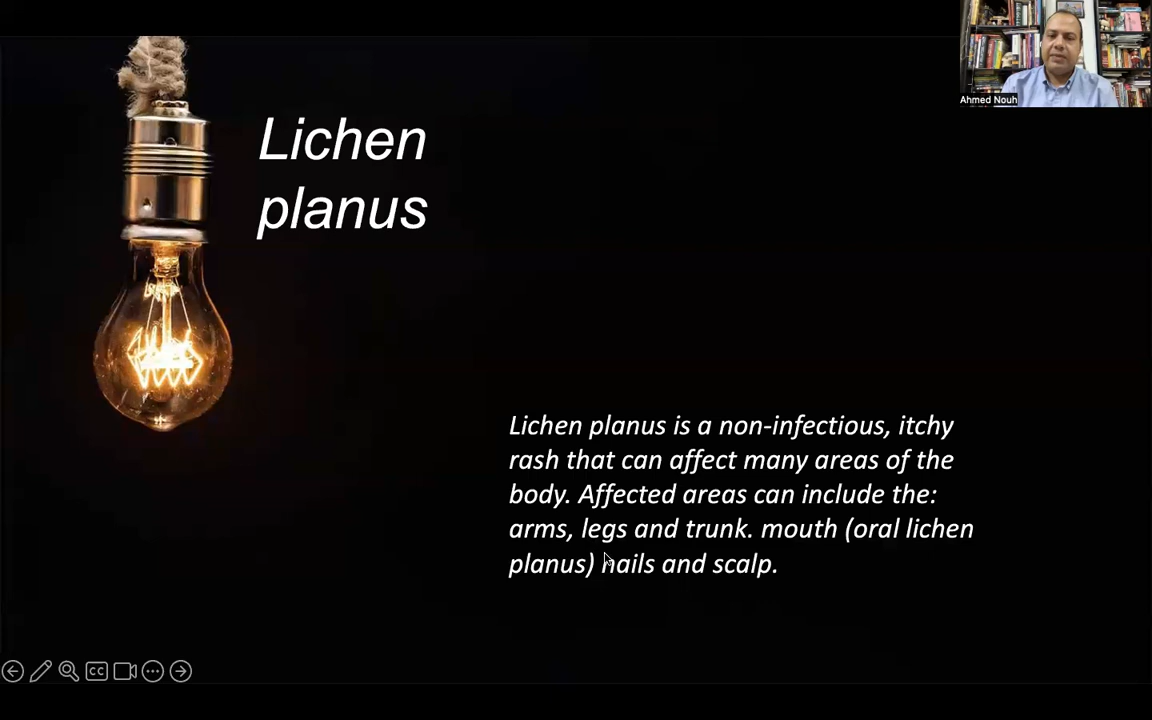 Ahmed Nouh
Lichen
planus
Lichen planus is a non-infectious, itchy
rash that can affect many areas of the
body. Affected areas can include the:
arms, legs and trunk. mouth (oral lichen
planus) nails and scalp.
CC